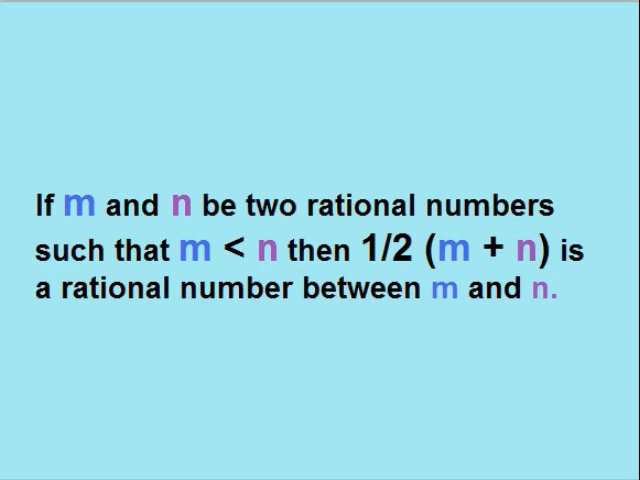 If m and n be two rational numbers
such that m < n then 1/2 (m + n) is
a rational number between m and n.